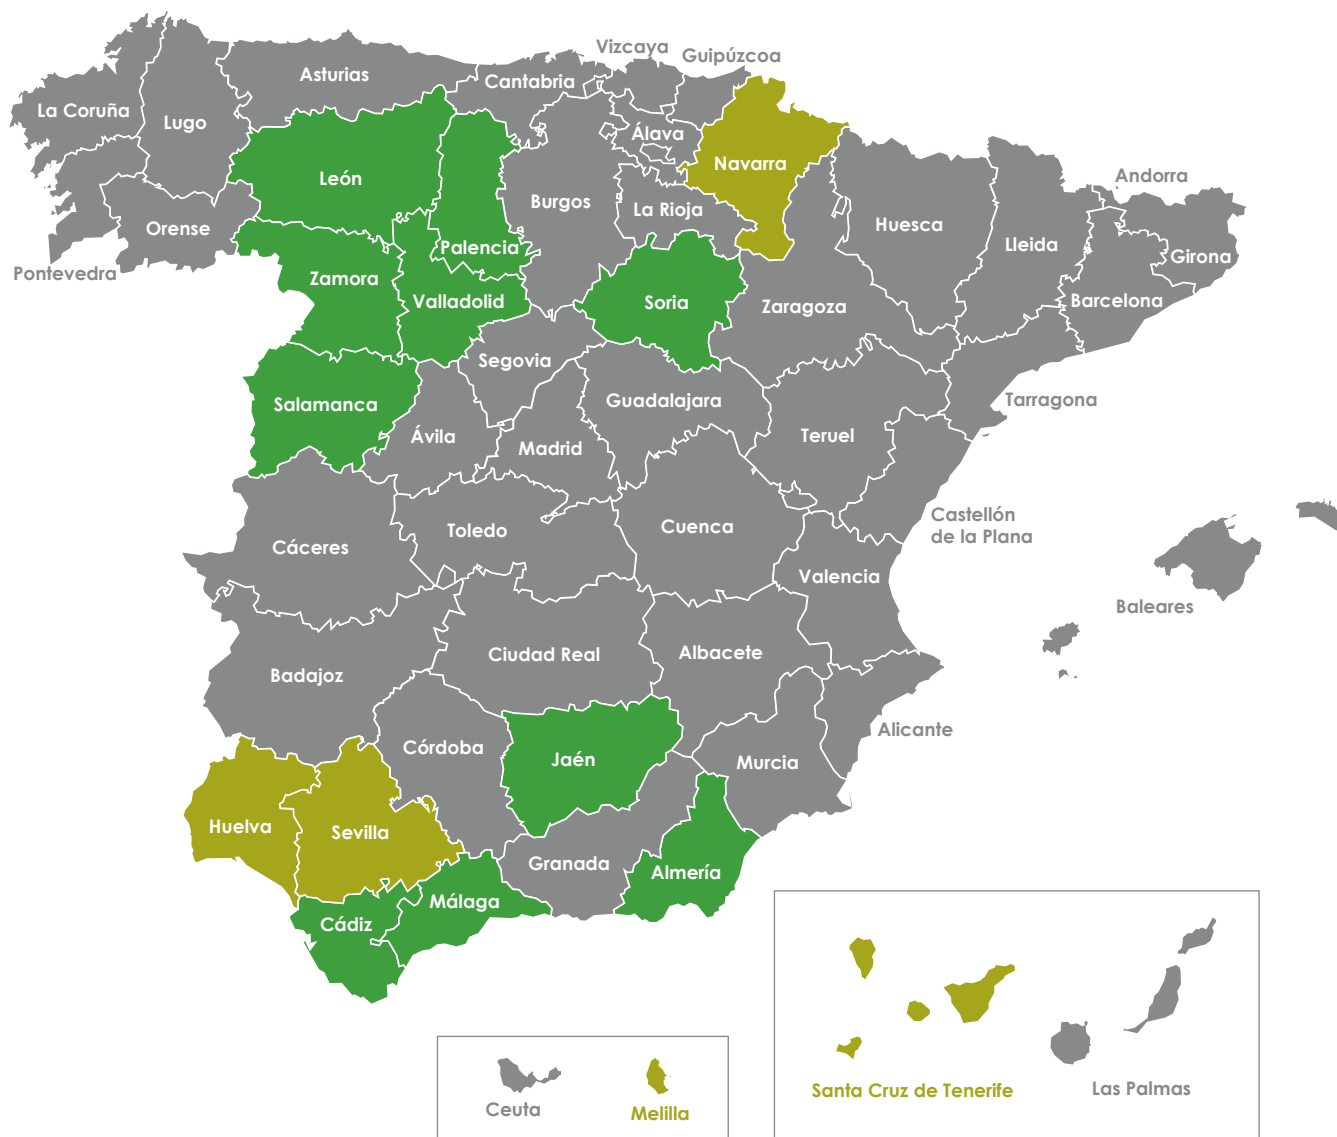 Vizcaya
Guipúzcoa
Asturias
Cantabria
La Coruña
Lugo
Álava
Navarra
Andorra
León
Burgos
La Rioja
Huesca
Orense
Lleida
Palencia
Girona
Pontevedra
Zamora
Valladolid
Soria
Zaragoza
Barcelona
Segovia
Salamanca
Guadalajara
Tarragona
Ávila
Madrid
Teruel
Castellón
de la Plana
Toledo
Cuenca
Cáceres
Valencia
Baleares
Ciudad Real
Albacete
Badajoz
Alicante
Córdoba
Jaén
Murcia
Huelva
Sevilla
Granada
Almería
Málaga
Cádiz
Santa Cruz de Tenerife
Las Palmas
Ceuta
Melilla